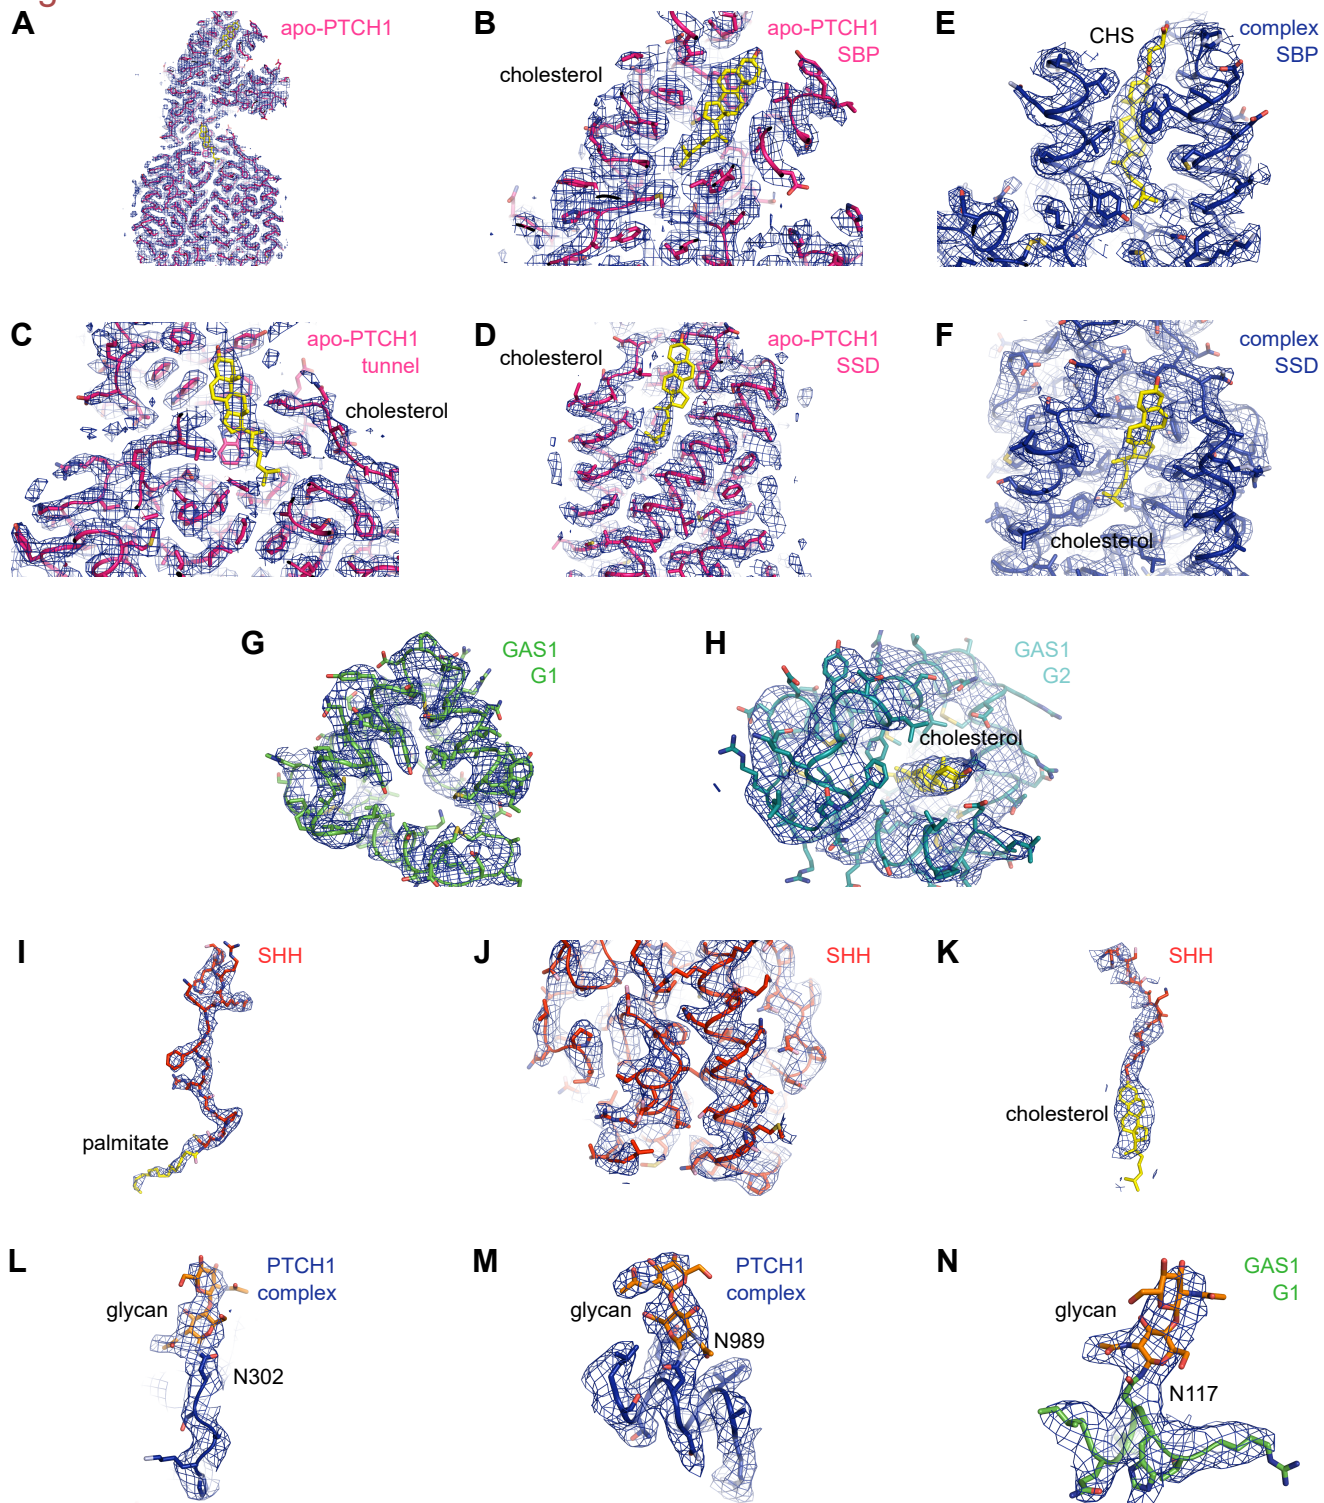 A
apo-PTCH1
B
apo-PTCH1
SBP
cholesterol
E
CHS
complex
SBP
C
apo-PTCH1
tunnel
cholesterol
D
apo-PTCH1
SSD
cholesterol
F
complex
SSD
cholesterol
G
GAS1
G1
H
GAS1
G2
cholesterol
I
SHH
palmitate
J
SHH
K
SHH
cholesterol
L
PTCH1
complex
glycan
N302
M
PTCH1
complex
glycan
N989
N
GAS1
G1
glycan
N117